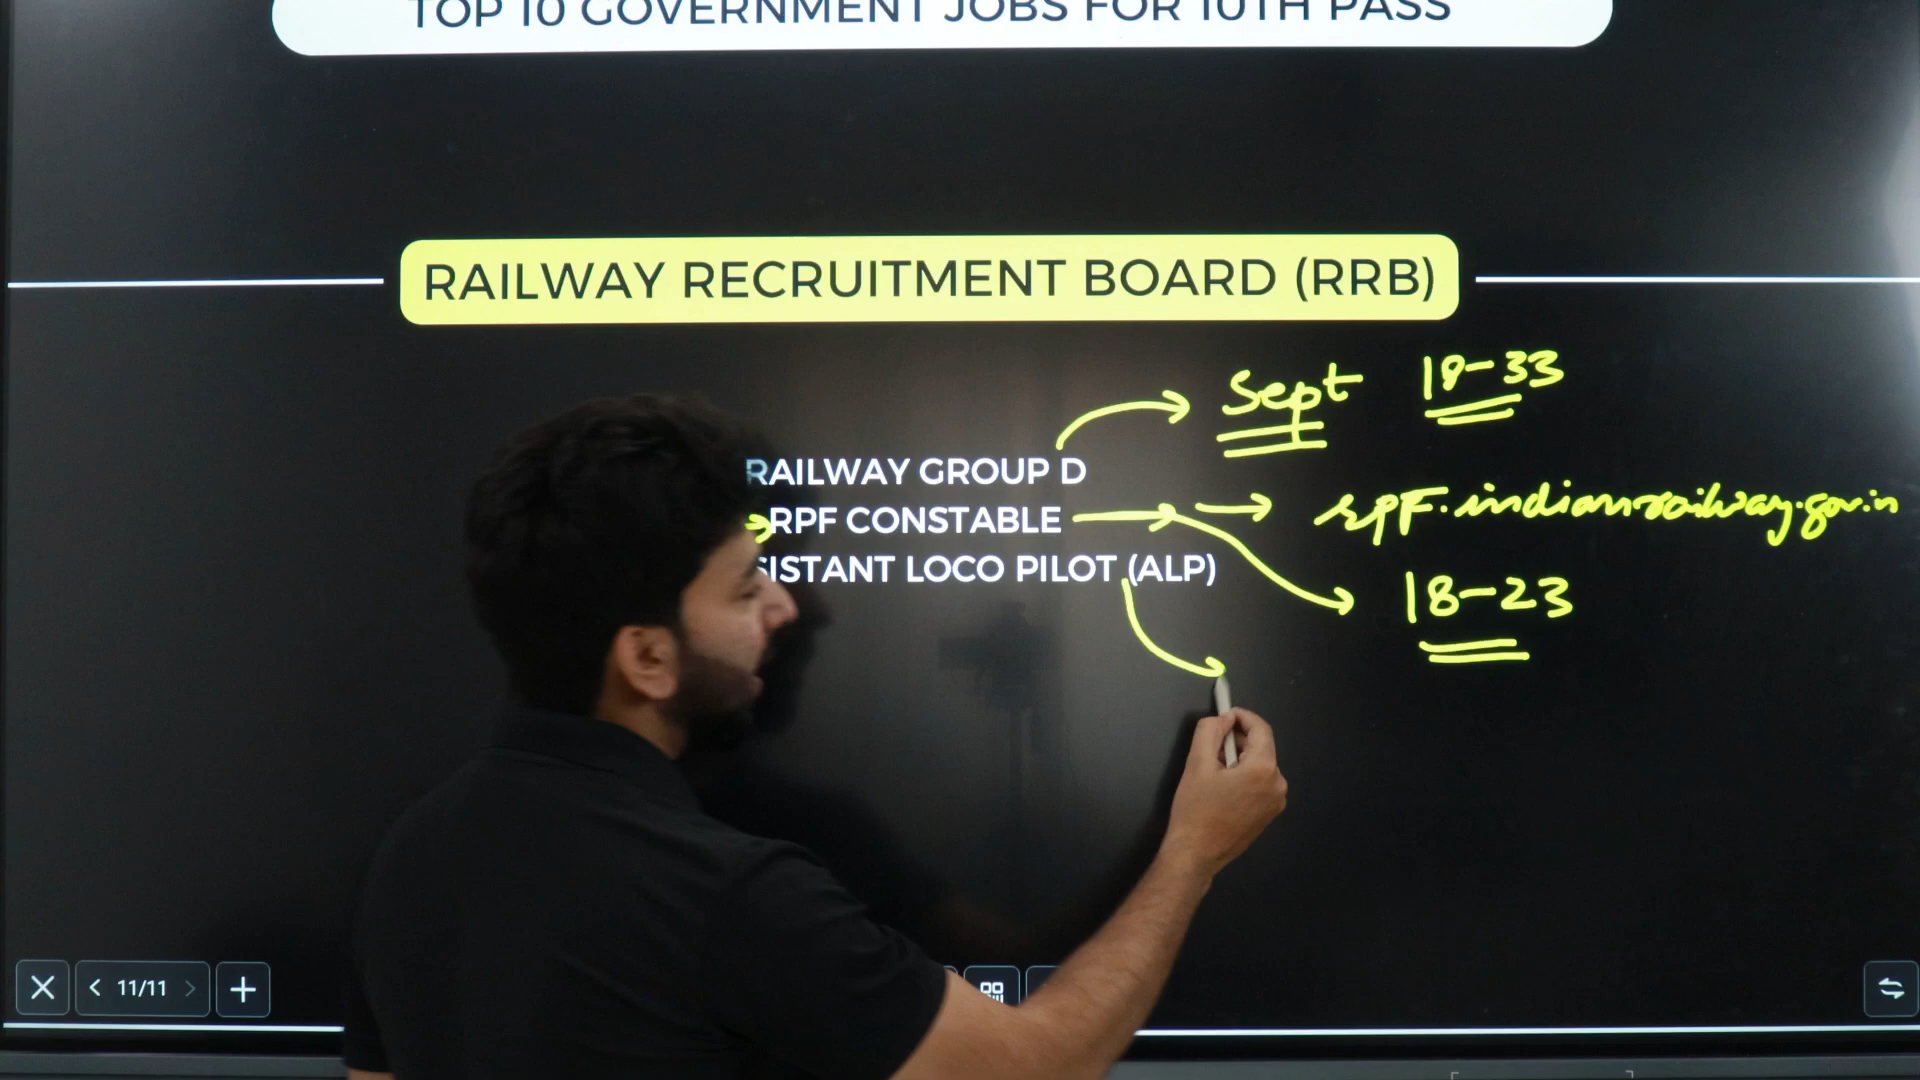 TOP 10 GOVERNMENT JOBS FOR 10TH PASS
RAILWAY RECRUITMENT BOARD (RRB)
Sept 18-33
RAILWAY GROUP D
RPF CONSTABLE
rpf.indianrailway.gov.in
SISTANT LOCO PILOT (ALP)
18-23
11/11